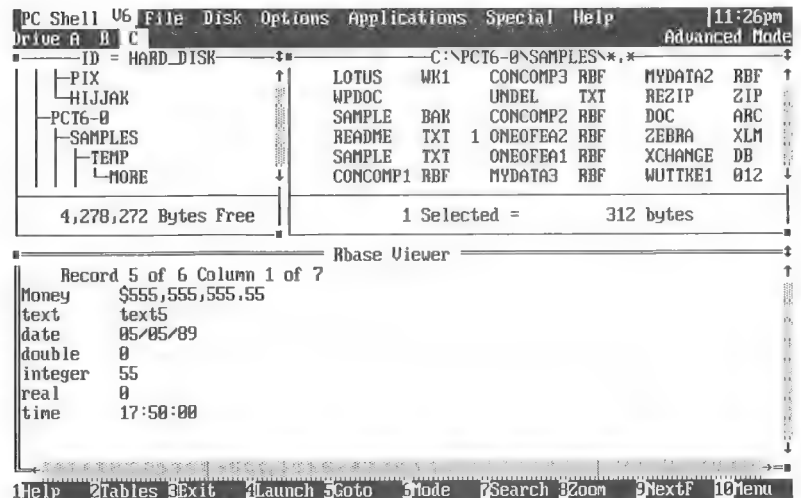 PC Shell V6 File Disk Options Applications Special Help 11:26pm
Drive A B C Advanced Mode
ID = HARD_DISK
C:\PCT6-0\SAMPLES\*.*
PIX
HIJJAK
PCT6-0
SAMPLES
TEMP
MORE
LOTUS WK1 CONCOMP3 RBF MYDATA2 RBF
WPDOC UNDEL TXT REZIP ZIP
SAMPLE BAK CONCOMP2 RBF DOC ARC
README TXT 1 ONEOFEA2 RBF ZEBRA XLM
SAMPLE TXT ONEOFEA1 RBF XCHANGE DB
CONCOMP1 RBF MYDATA3 RBF WUTTKE1 012
4,278,272 Bytes Free
1 Selected = 312 bytes
Rbase Viewer
Record 5 of 6 Column 1 of 7
Money $555,555,555.55
text text5
date 05/05/89
double 0
integer 55
real 0
time 17:50:00
1Help 2Tables 3Exit 4Launch 5Goto 6Mode 7Search 8Zoom 9NextF 10Menu